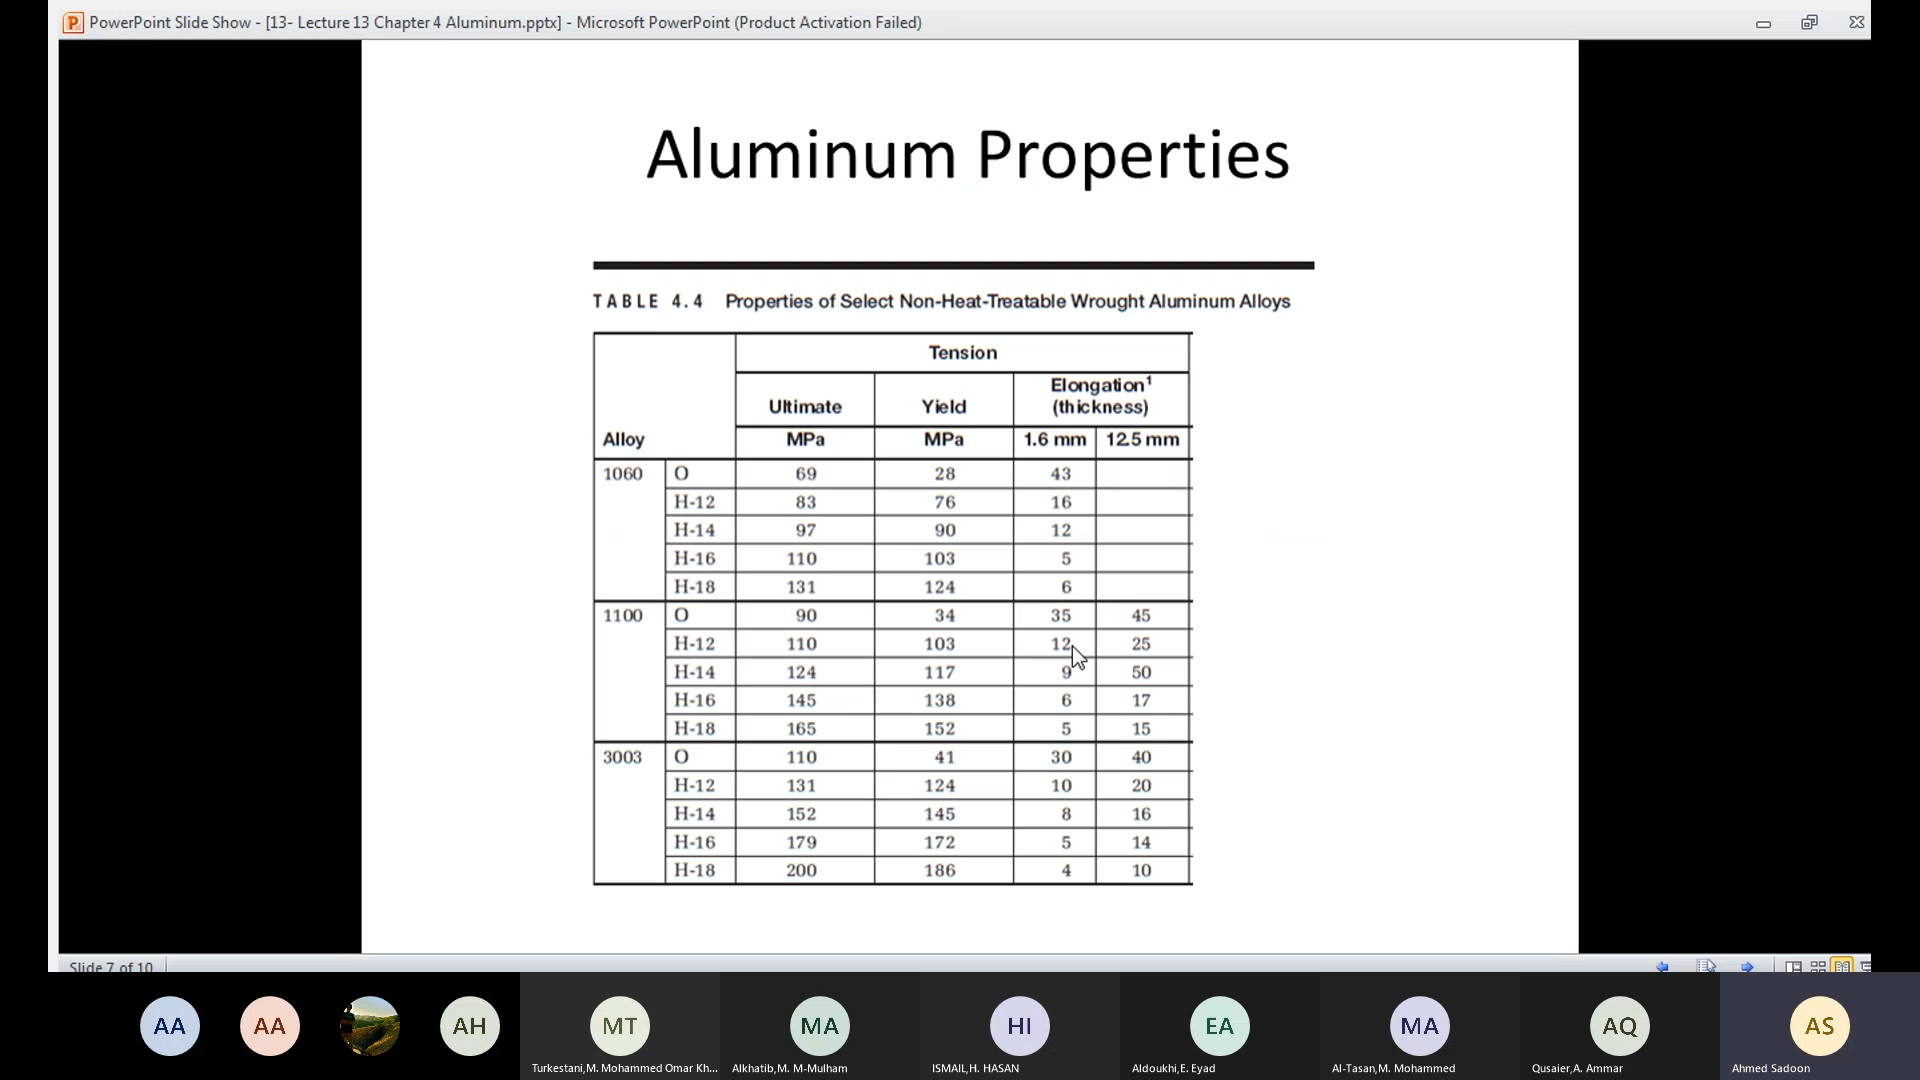 PowerPoint Slide Show - [13- Lecture 13 Chapter 4 Aluminum.pptx] - Microsoft PowerPoint (Product Activation Failed)
Aluminum Properties
TABLE 4.4 Properties of Select Non-Heat-Treatable Wrought Aluminum Alloys
Tension
Ultimate Yield Elongation¹ (thickness)
Alloy MPa MPa 1.6 mm 12.5 mm
1060 O 69 28 43
H-12 83 76 16
H-14 97 90 12
H-16 110 103 5
H-18 131 124 6
1100 O 90 34 35 45
H-12 110 103 12 25
H-14 124 117 9 50
H-16 145 138 6 17
H-18 165 152 5 15
3003 O 110 41 30 40
H-12 131 124 10 20
H-14 152 145 8 16
H-16 179 172 5 14
H-18 200 186 4 10
Slide 7 of 10
AA AA AH MT MA HI EA MA AQ AS
Turkestani,M. Mohammed Omar Kh... Alkhatib,M. M-Mulham ISMAIL,H. HASAN Aldoukhi,E. Eyad Al-Tasan,M. Mohammed Qusaier,A. Ammar Ahmed Sadoon